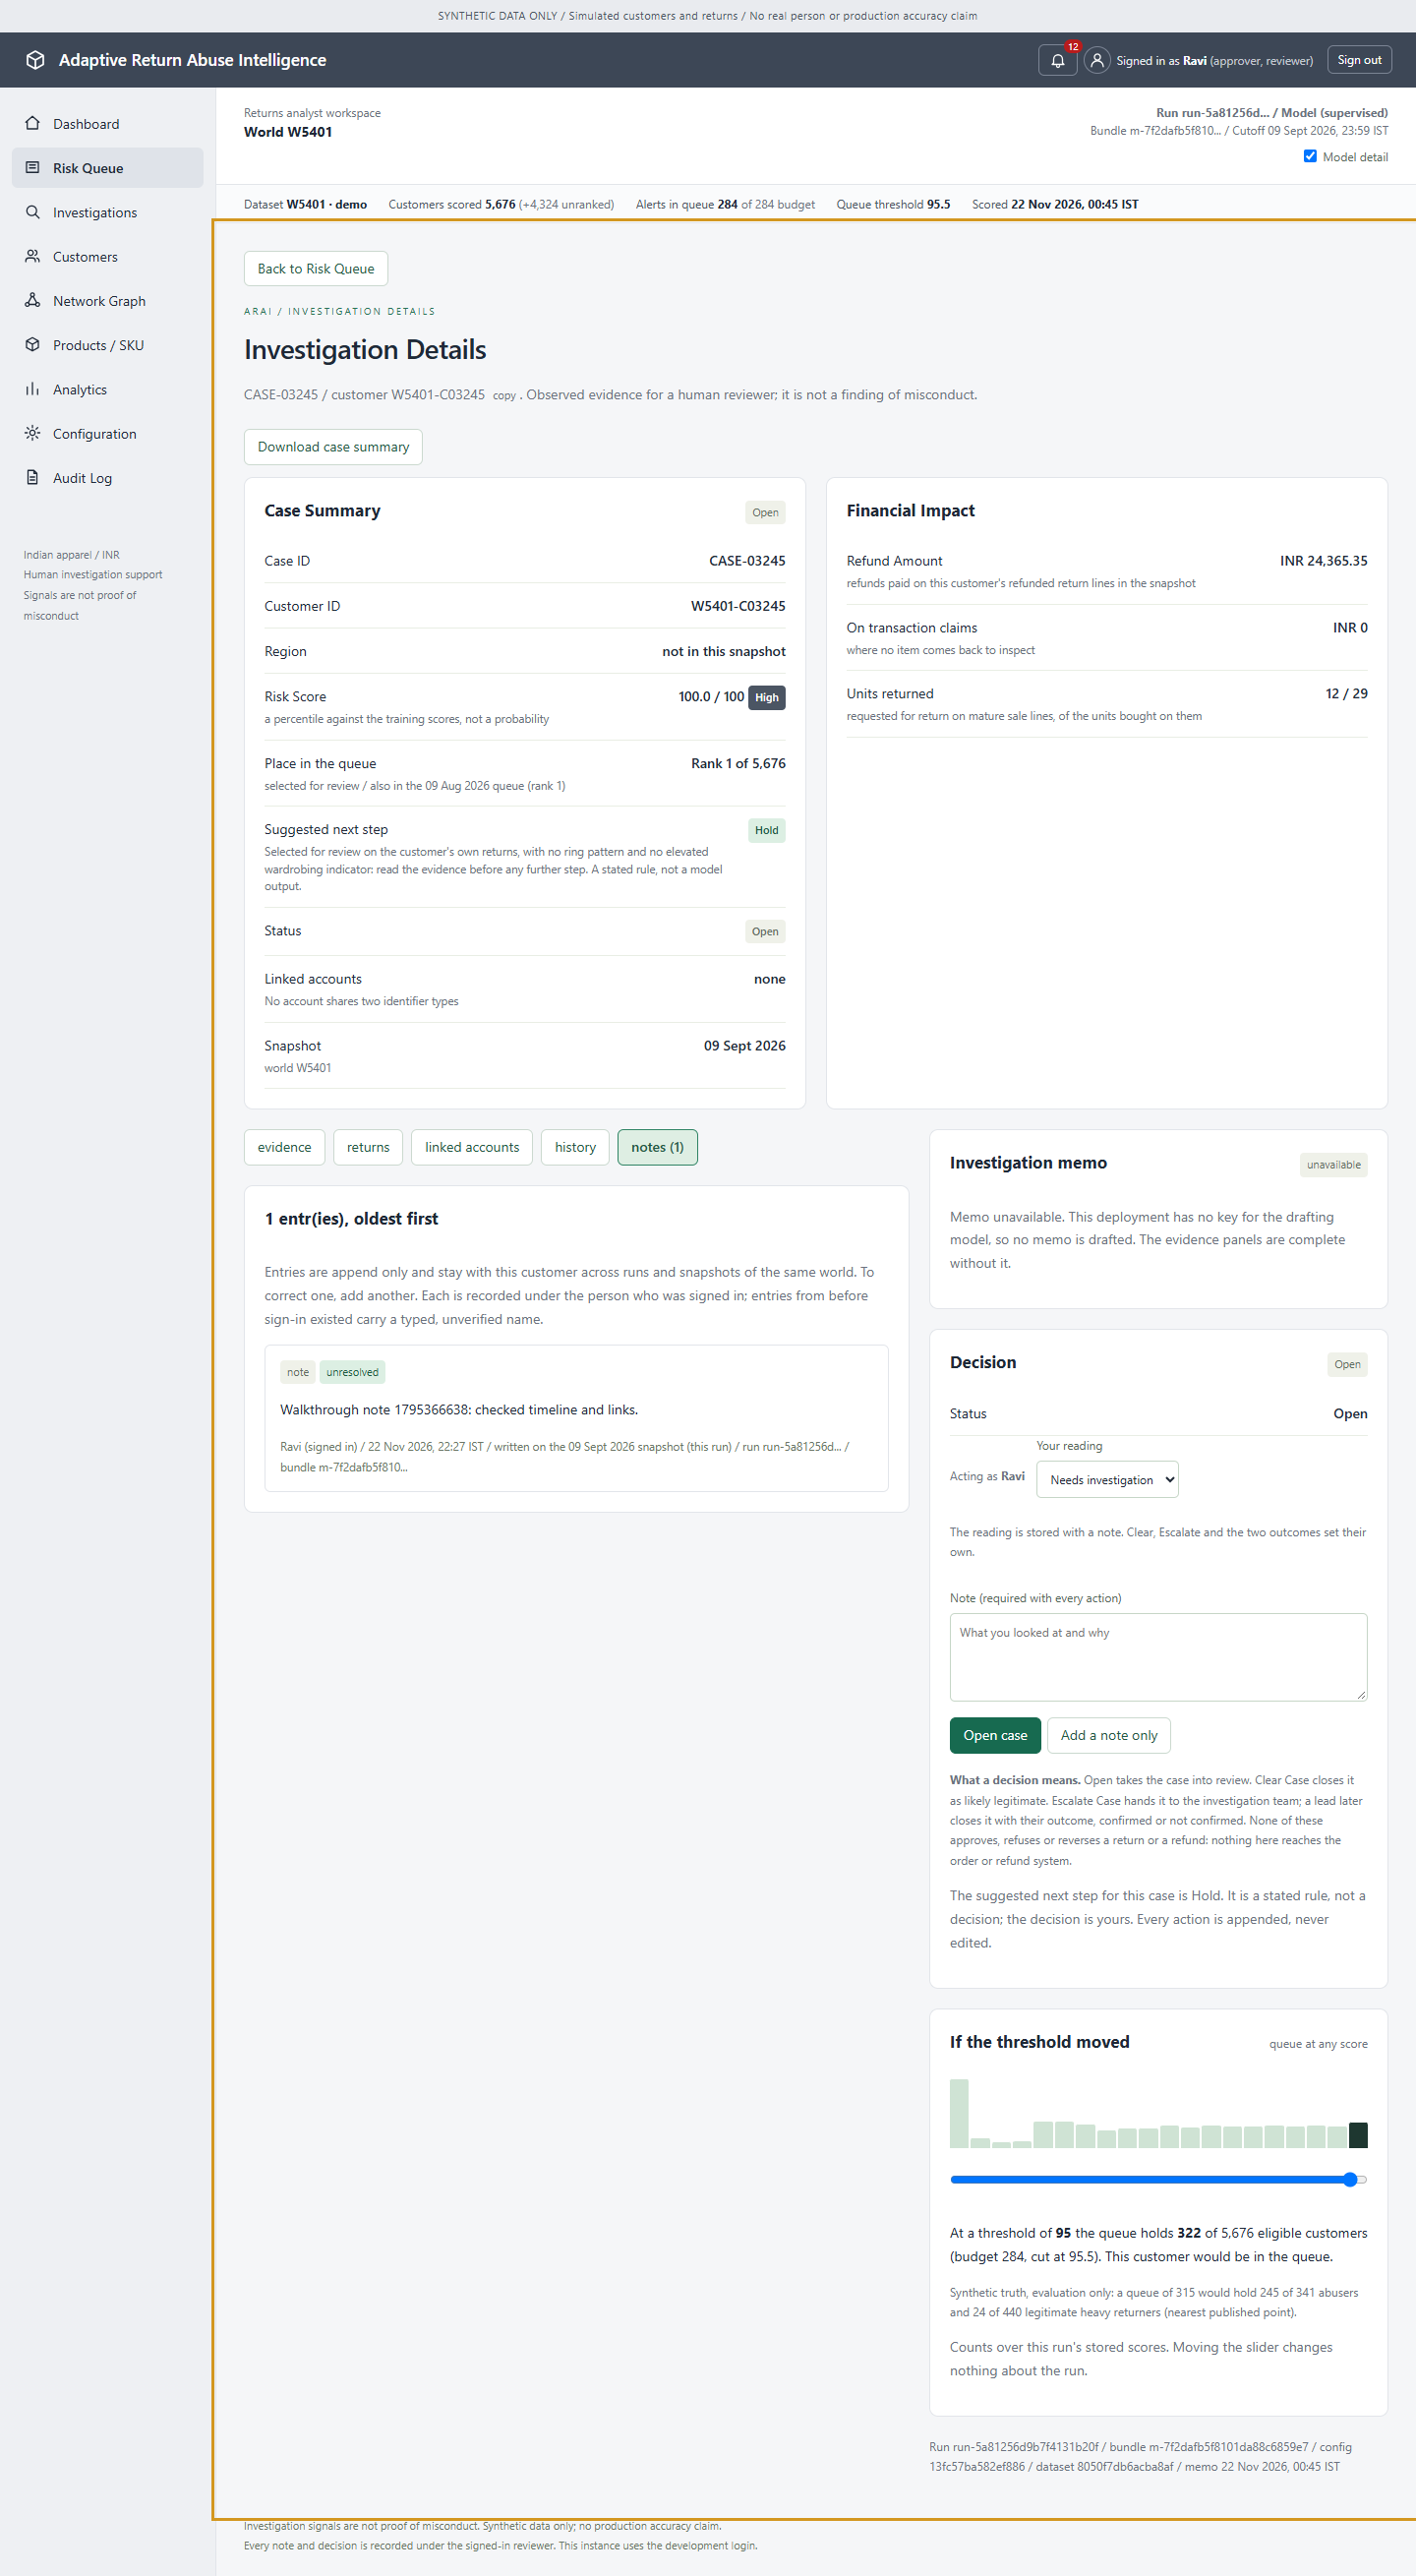 SYNTHETIC DATA ONLY / Simulated customers and returns / No real person or production accuracy claim
Adaptive Return Abuse Intelligence
12
Signed in as Ravi (approver, reviewer)
Sign out
Dashboard
Risk Queue
Investigations
Customers
Network Graph
Products / SKU
Analytics
Configuration
Audit Log
Indian apparel / INR
Human investigation support
Signals are not proof of
misconduct
Returns analyst workspace
World W5401
Run run-5a81256d... / Model (supervised)
Bundle m-7f2dafb5f810... / Cutoff 09 Sept 2026, 23:59 IST
Model detail
Dataset W5401 · demo Customers scored 5,676 (+4,324 unranked) Alerts in queue 284 of 284 budget Queue threshold 95.5 Scored 22 Nov 2026, 00:45 IST
Back to Risk Queue
ARAI / INVESTIGATION DETAILS
Investigation Details
CASE-03245 / customer W5401-C03245 copy . Observed evidence for a human reviewer; it is not a finding of misconduct.
Download case summary
Case Summary Open
Case ID CASE-03245
Customer ID W5401-C03245
Region not in this snapshot
Risk Score 100.0 / 100 High
a percentile against the training scores, not a probability
Place in the queue Rank 1 of 5,676
selected for review / also in the 09 Aug 2026 queue (rank 1)
Suggested next step Hold
Selected for review on the customer's own returns, with no ring pattern and no elevated
wardrobing indicator: read the evidence before any further step. A stated rule, not a model
output.
Status Open
Linked accounts none
No account shares two identifier types
Snapshot 09 Sept 2026
world W5401
Financial Impact
Refund Amount INR 24,365.35
refunds paid on this customer's refunded return lines in the snapshot
On transaction claims INR 0
where no item comes back to inspect
Units returned 12 / 29
requested for return on mature sale lines, of the units bought on them
evidence returns linked accounts history notes (1)
1 entr(ies), oldest first
Entries are append only and stay with this customer across runs and snapshots of the same world. To
correct one, add another. Each is recorded under the person who was signed in; entries from before
sign-in existed carry a typed, unverified name.
note unresolved
Walkthrough note 1795366638: checked timeline and links.
Ravi (signed in) / 22 Nov 2026, 22:27 IST / written on the 09 Sept 2026 snapshot (this run) / run run-5a81256d... /
bundle m-7f2dafb5f810...
Investigation memo unavailable
Memo unavailable. This deployment has no key for the drafting
model, so no memo is drafted. The evidence panels are complete
without it.
Decision Open
Status Open
Your reading
Acting as Ravi Needs investigation
The reading is stored with a note. Clear, Escalate and the two outcomes set their
own.
Note (required with every action)
What you looked at and why
Open case Add a note only
What a decision means. Open takes the case into review. Clear Case closes it
as likely legitimate. Escalate Case hands it to the investigation team; a lead later
closes it with their outcome, confirmed or not confirmed. None of these
approves, refuses or reverses a return or a refund: nothing here reaches the
order or refund system.
The suggested next step for this case is Hold. It is a stated rule, not a
decision; the decision is yours. Every action is appended, never
edited.
If the threshold moved queue at any score
At a threshold of 95 the queue holds 322 of 5,676 eligible customers
(budget 284, cut at 95.5). This customer would be in the queue.
Synthetic truth, evaluation only: a queue of 315 would hold 245 of 341 abusers
and 24 of 440 legitimate heavy returners (nearest published point).
Counts over this run's stored scores. Moving the slider changes
nothing about the run.
Run run-5a81256d9b7f4131b20f / bundle m-7f2dafb5f8101da88c6859e7 / config
13fc57ba582ef886 / dataset 8050f7db6acba8af / memo 22 Nov 2026, 00:45 IST
Investigation signals are not proof of misconduct. Synthetic data only; no production accuracy claim.
Every note and decision is recorded under the signed-in reviewer. This instance uses the development login.